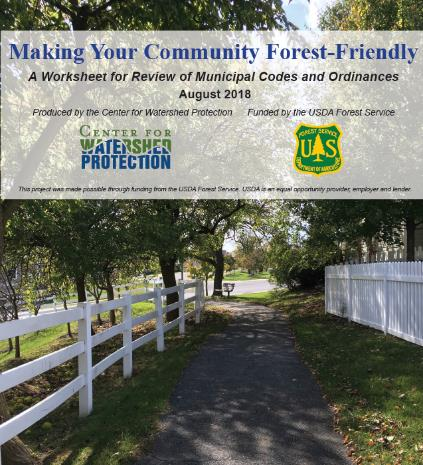 Making Your Community Forest-Friendly
A Worksheet for Review of Municipal Codes and Ordinances
August 2018
Produced by the Center for Watershed Protection Funded by the USDA Forest Service
CENTER FOR
WATERSHED
PROTECTION
FOREST SERVICE
U S
DEPARTMENT OF AGRICULTURE
This project was made possible through funding from the USDA Forest Service. USDA is an equal opportunity provider, employer and lender.